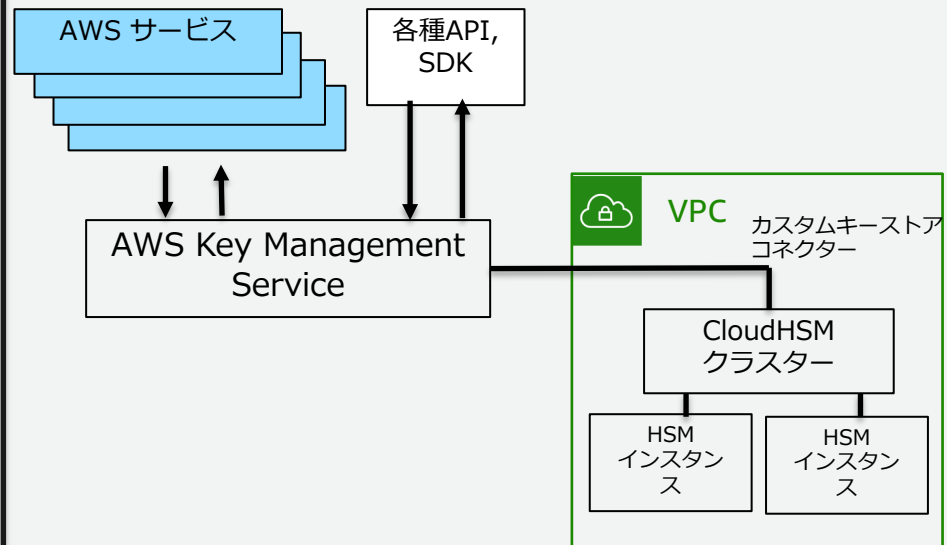 AWS サービス
各種API,
SDK
AWS Key Management
Service
VPC
カスタムキーストア
コネクター
CloudHSM
クラスター
HSM
インスタン
ス
HSM
インスタン
ス